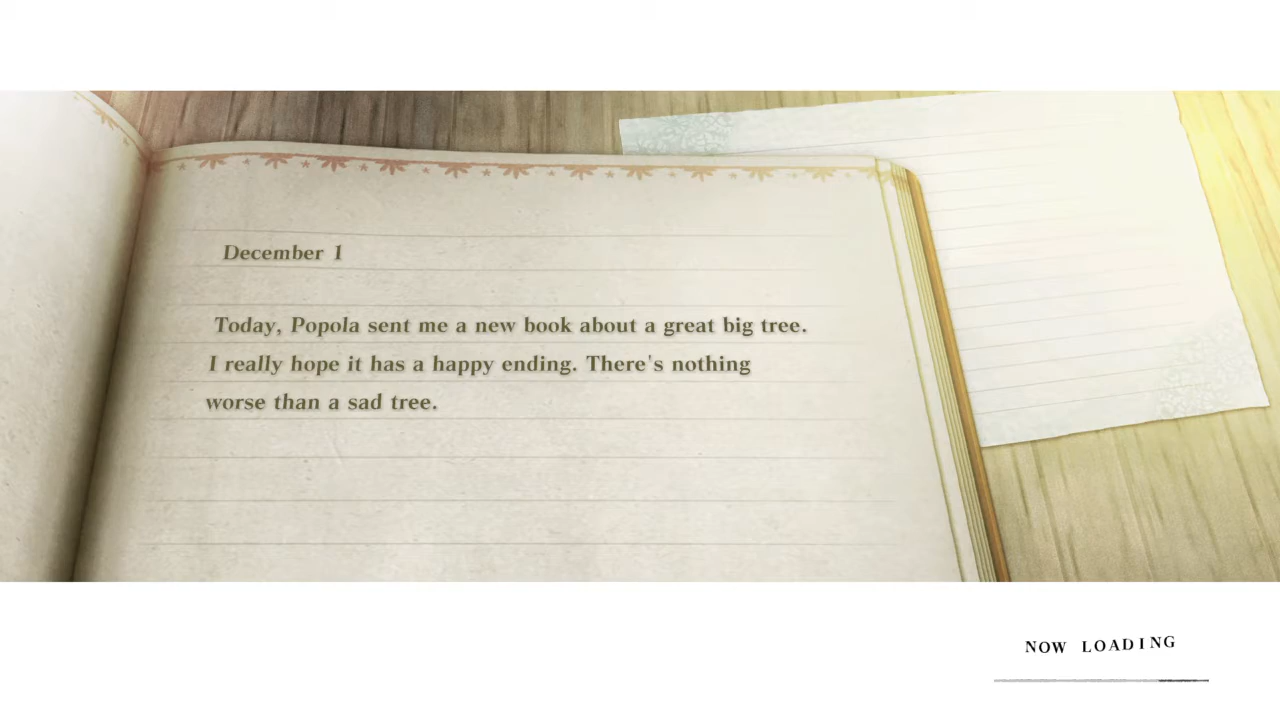 December 1
Today, Popola sent me a new book about a great big tree.
I really hope it has a happy ending. There's nothing
worse than a sad tree.
NOW LOADING